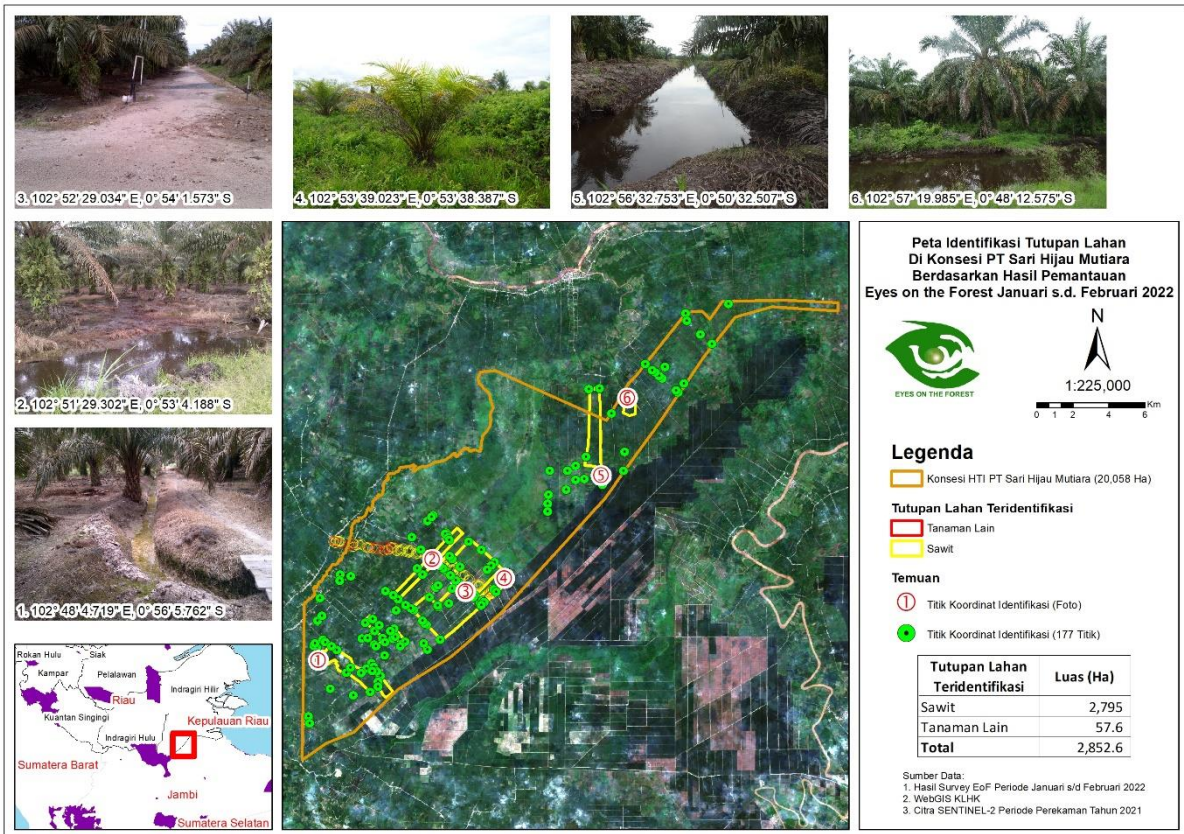 3. 102° 52' 29.034" E, 0° 54' 1.573" S
4. 102° 53' 39.023" E, 0° 53' 38.387" S
5. 102° 56' 32.753" E, 0° 50' 32.507" S
6. 102° 57' 19.985" E, 0° 48' 12.575" S
2. 102° 51' 29.302" E, 0° 53' 4.188" S
1. 102° 48' 4.719" E, 0° 56' 5.762" S
1
2
3
4
5
6
Rokan Hulu
Siak
Kampar
Pelalawan
Riau
Indragiri Hilir
Kuantan Singingi
Kepulauan Riau
Indragiri Hulu
Sumatera Barat
Jambi
Sumatera Selatan
Peta Identifikasi Tutupan Lahan
Di Konsesi PT Sari Hijau Mutiara
Berdasarkan Hasil Pemantauan
Eyes on the Forest Januari s.d. Februari 2022
EYES ON THE FOREST
N
1:225,000
0 1 2 4 6 Km
Legenda
Konsesi HTI PT Sari Hijau Mutiara (20,058 Ha)
Tutupan Lahan Teridentifikasi
Tanaman Lain
Sawit
Temuan
1 Titik Koordinat Identifikasi (Foto)
Titik Koordinat Identifikasi (177 Titik)
Tutupan Lahan Teridentifikasi Luas (Ha)
Sawit 2,795
Tanaman Lain 57.6
Total 2,852.6
Sumber Data:
1. Hasil Survey EoF Periode Januari s/d Februari 2022
2. WebGIS KLHK
3. Citra SENTINEL-2 Periode Perekaman Tahun 2021